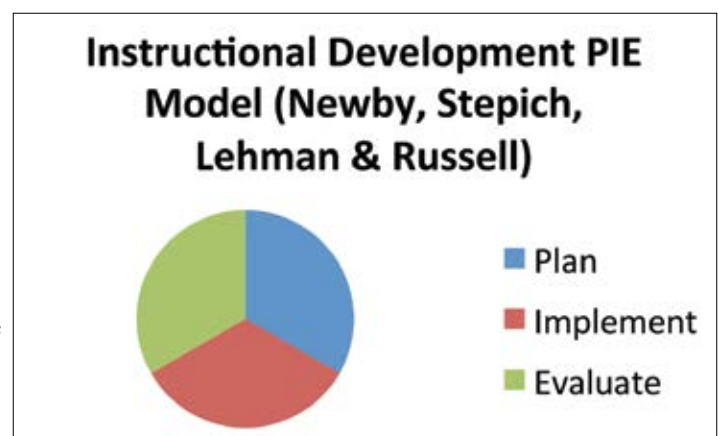 Instructional Development PIE
Model (Newby, Stepich,
Lehman & Russell)
Plan
Implement
Evaluate